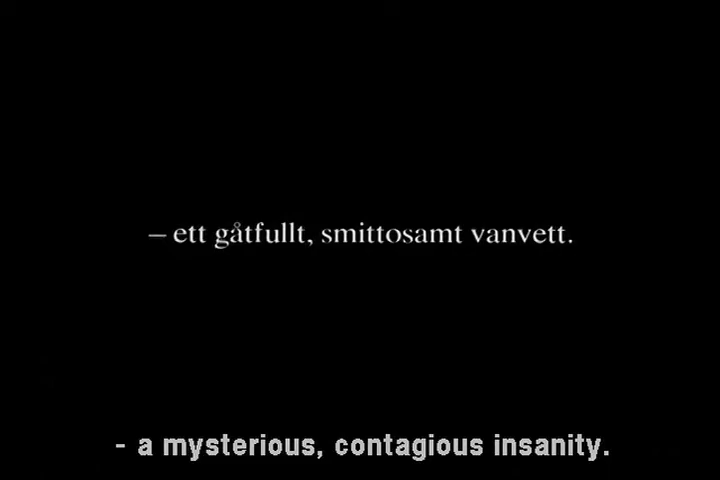 – ett gåtfullt, smittosamt vanvett.
- a mysterious, contagious insanity.